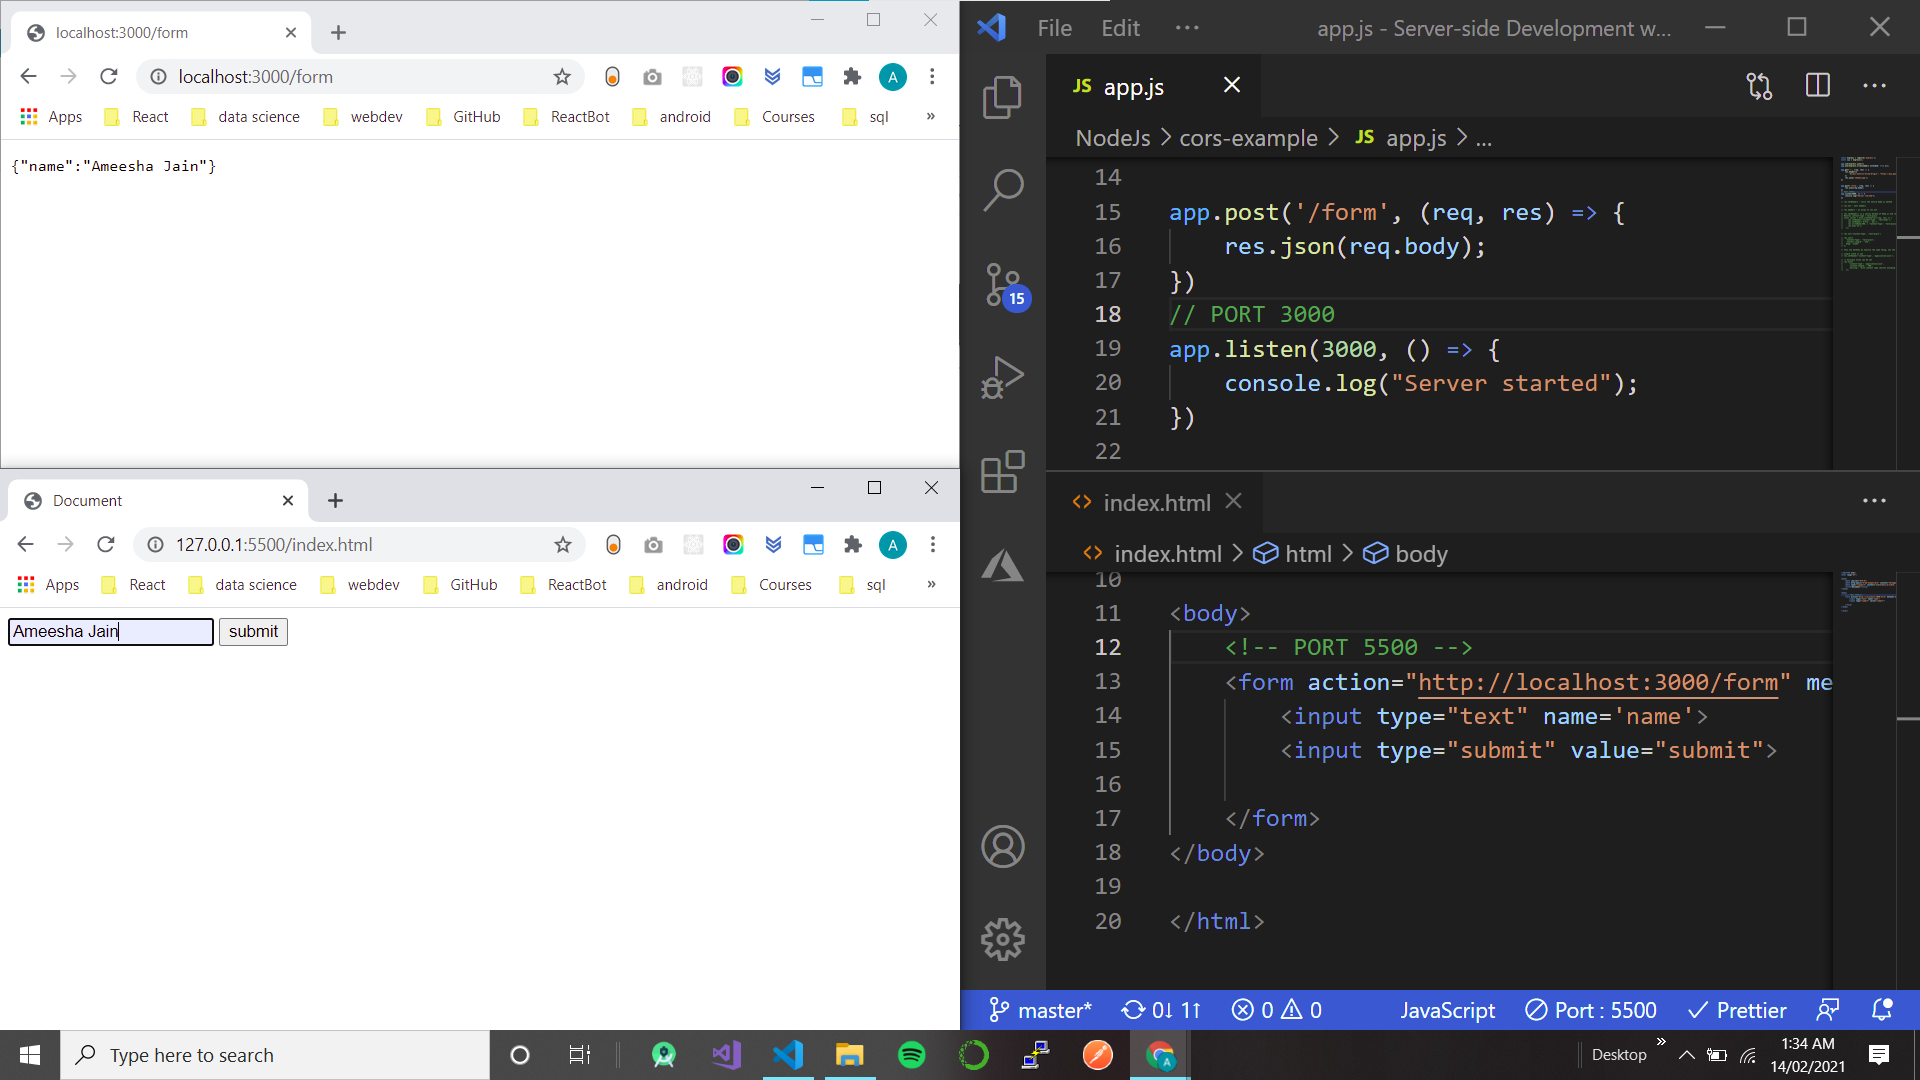 localhost:3000/form
localhost:3000/form
A
Apps React data science webdev GitHub ReactBot android Courses sql »
{"name":"Ameesha Jain"}
Document
127.0.0.1:5500/index.html
A
Apps React data science webdev GitHub ReactBot android Courses sql »
Ameesha Jain submit
File Edit ··· app.js - Server-side Development w...
JS app.js
NodeJs > cors-example > JS app.js > ...
14
15 app.post('/form', (req, res) => {
16 res.json(req.body);
17 })
18 // PORT 3000
19 app.listen(3000, () => {
20 console.log("Server started");
21 })
22
15
<> index.html
<> index.html > html > body
10
11 <body>
12 <!-- PORT 5500 -->
13 <form action="http://localhost:3000/form" me
14 <input type="text" name='name'>
15 <input type="submit" value="submit">
16
17 </form>
18 </body>
19
20 </html>
master* 0↓ 1↑ 0 0 JavaScript Port : 5500 Prettier
Type here to search
A
Desktop »
1:34 AM
14/02/2021